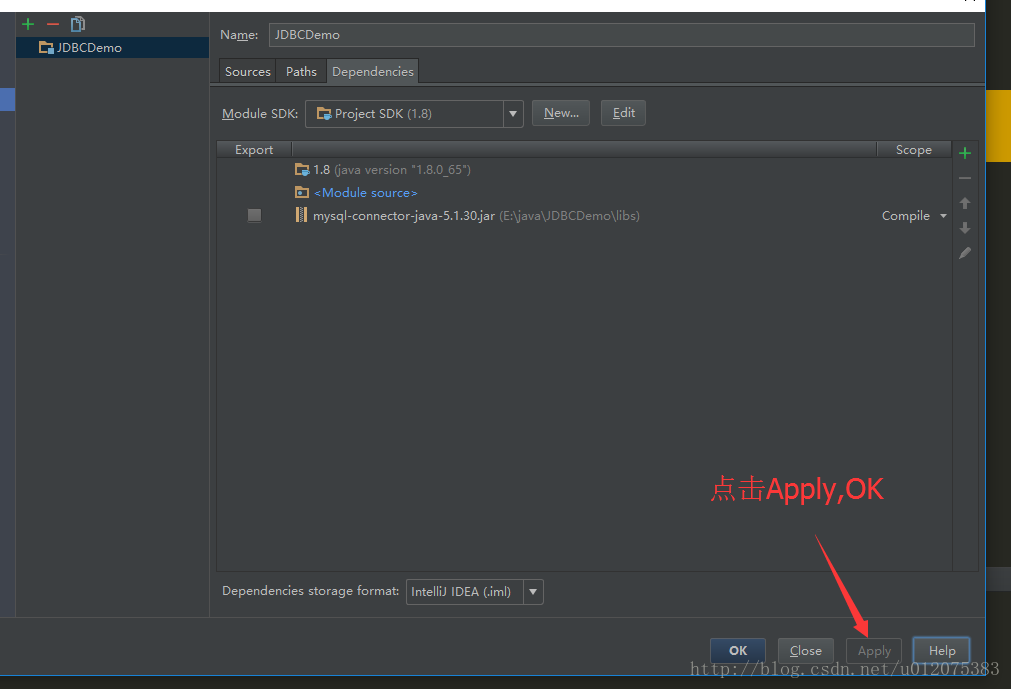 Name: JDBCDemo
JDBCDemo
Sources Paths Dependencies
Module SDK: Project SDK (1.8) New... Edit
Export Scope
1.8 (java version "1.8.0_65")
<Module source>
mysql-connector-java-5.1.30.jar (E:\java\JDBCDemo\libs) Compile
点击Apply,OK
Dependencies storage format: IntelliJ IDEA (.iml)
OK Close Apply Help
http://blog.csdn.net/u012075383